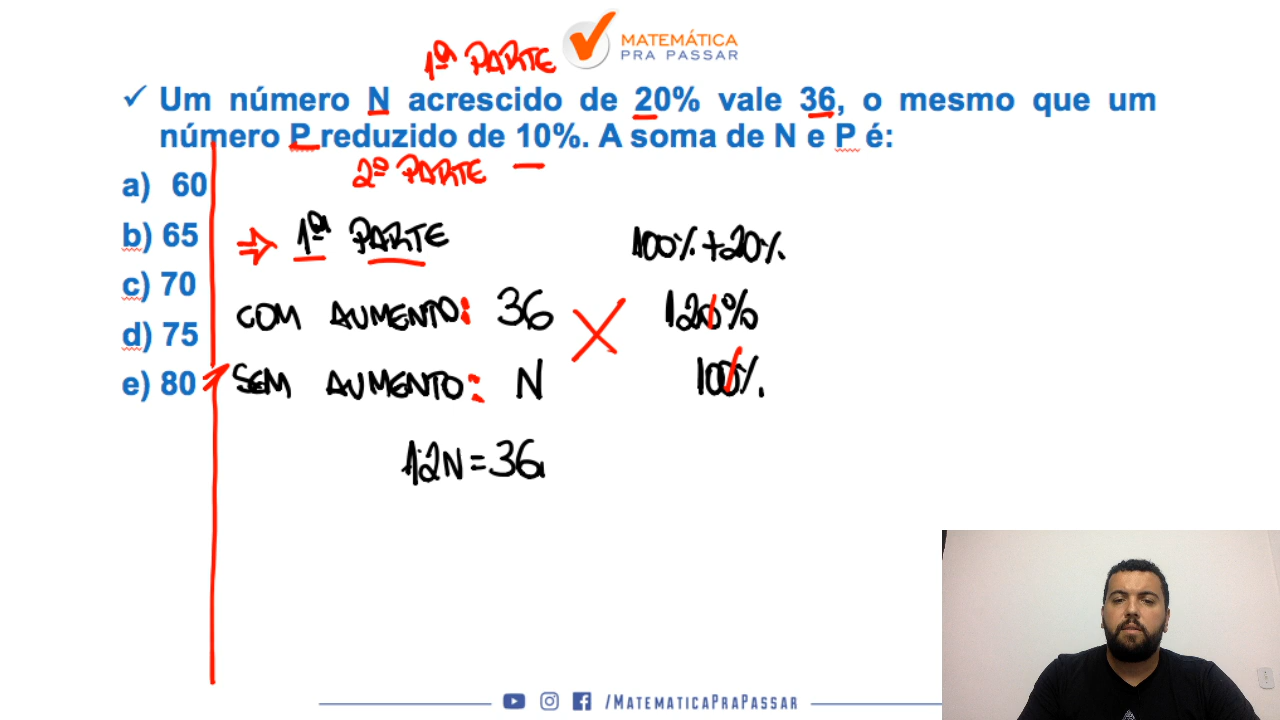 MATEMÁTICA
PRA PASSAR
1ª PARTE
✓ Um número N acrescido de 20% vale 36, o mesmo que um
número P reduzido de 10%. A soma de N e P é:
2ª PARTE
a) 60
b) 65
c) 70
d) 75
e) 80
⇒ 1ª PARTE
100% + 20%
COM AUMENTO: 36 120%
SEM AUMENTO: N 100%
12N = 36
/MATEMATICAPRAPASSAR